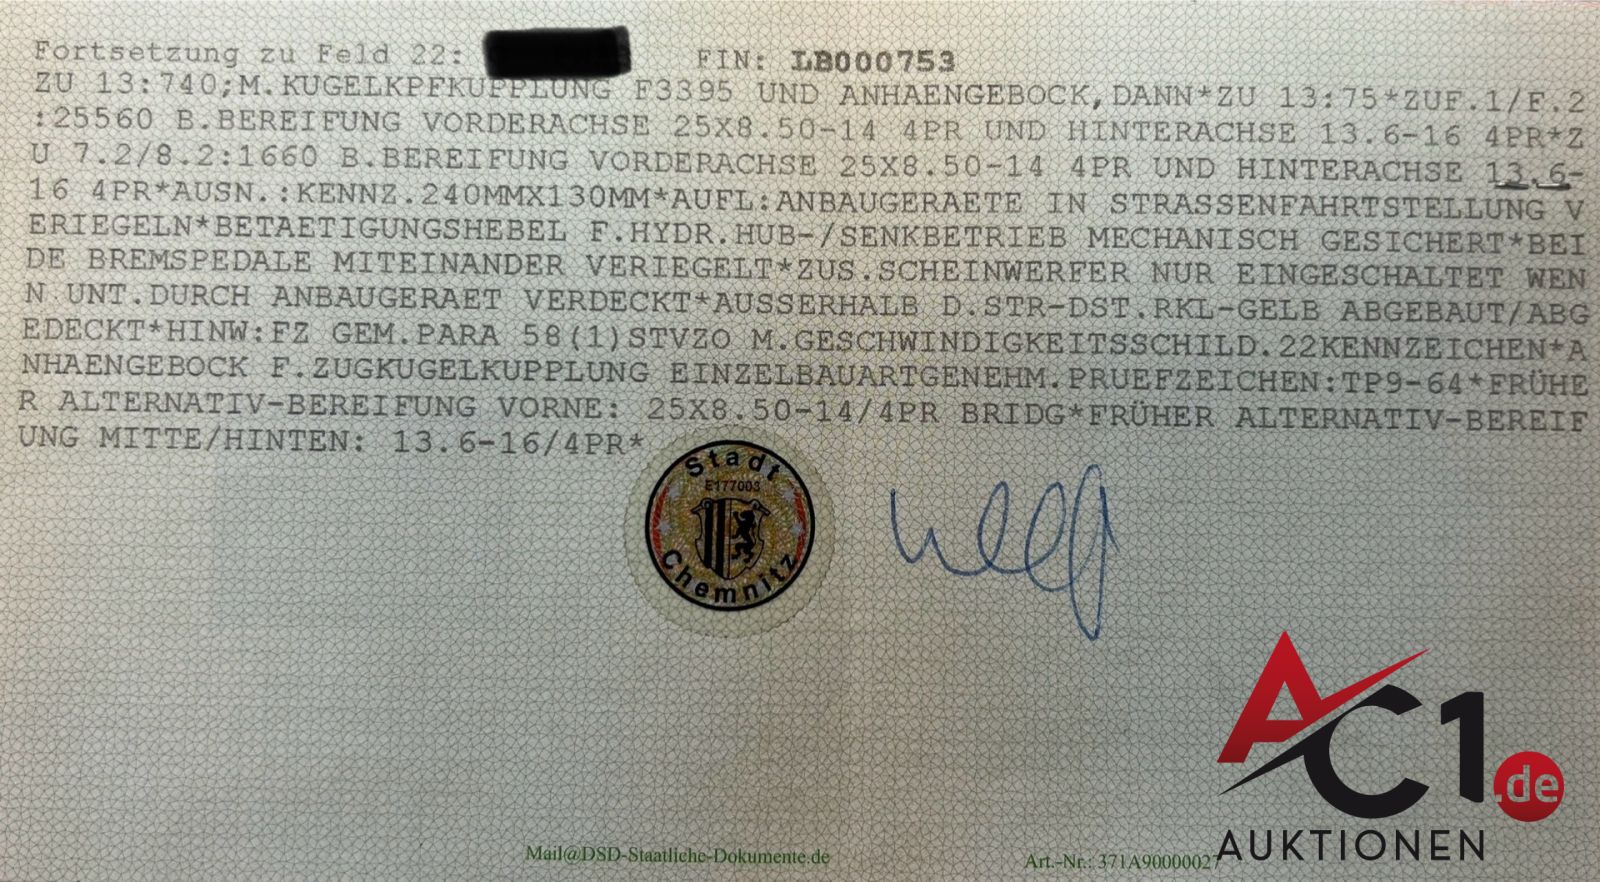 Fortsetzung zu Feld 22: FIN: LB000753
ZU 13:740;M.KUGELKPFKUPPLUNG F3395 UND ANHAENGEBOCK,DANN*ZU 13:75*ZUF.1/F.2
:25560 B.BEREIFUNG VORDERACHSE 25X8.50-14 4PR UND HINTERACHSE 13.6-16 4PR*Z
U 7.2/8.2:1660 B.BEREIFUNG VORDERACHSE 25X8.50-14 4PR UND HINTERACHSE 13.6-
16 4PR*AUSN.:KENNZ.240MMX130MM*AUFL:ANBAUGERAETE IN STRASSENFAHRTSTELLUNG V
ERIEGELN*BETAETIGUNGSHEBEL F.HYDR.HUB-/SENKBETRIEB MECHANISCH GESICHERT*BEI
DE BREMSPEDALE MITEINANDER VERIEGELT*ZUS.SCHEINWERFER NUR EINGESCHALTET WEN
N UNT.DURCH ANBAUGERAET VERDECKT*AUSSERHALB D.STR-DST.RKL-GELB ABGEBAUT/ABG
EDECKT*HINW:FZ GEM.PARA 58(1)STVZO M.GESCHWINDIGKEITSSCHILD.22KENNZEICHEN*A
NHAENGEBOCK F.ZUGKUGELKUPPLUNG EINZELBAUARTGENEHM.PRUEFZEICHEN:TP9-64*FRÜHE
R ALTERNATIV-BEREIFUNG VORNE: 25X8.50-14/4PR BRIDG*FRÜHER ALTERNATIV-BEREIF
UNG MITTE/HINTEN: 13.6-16/4PR*
Stadt
E177003
Chemnitz
AC1.de
AUKTIONEN
Mail@DSD-Staatliche-Dokumente.de
Art.-Nr.: 371A90000027